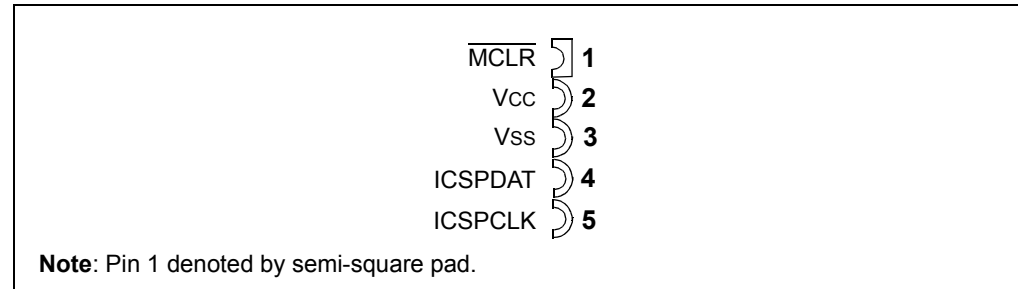 MCLR 1
VCC 2
VSS 3
ICSPDAT 4
ICSPCLK 5
Note: Pin 1 denoted by semi-square pad.